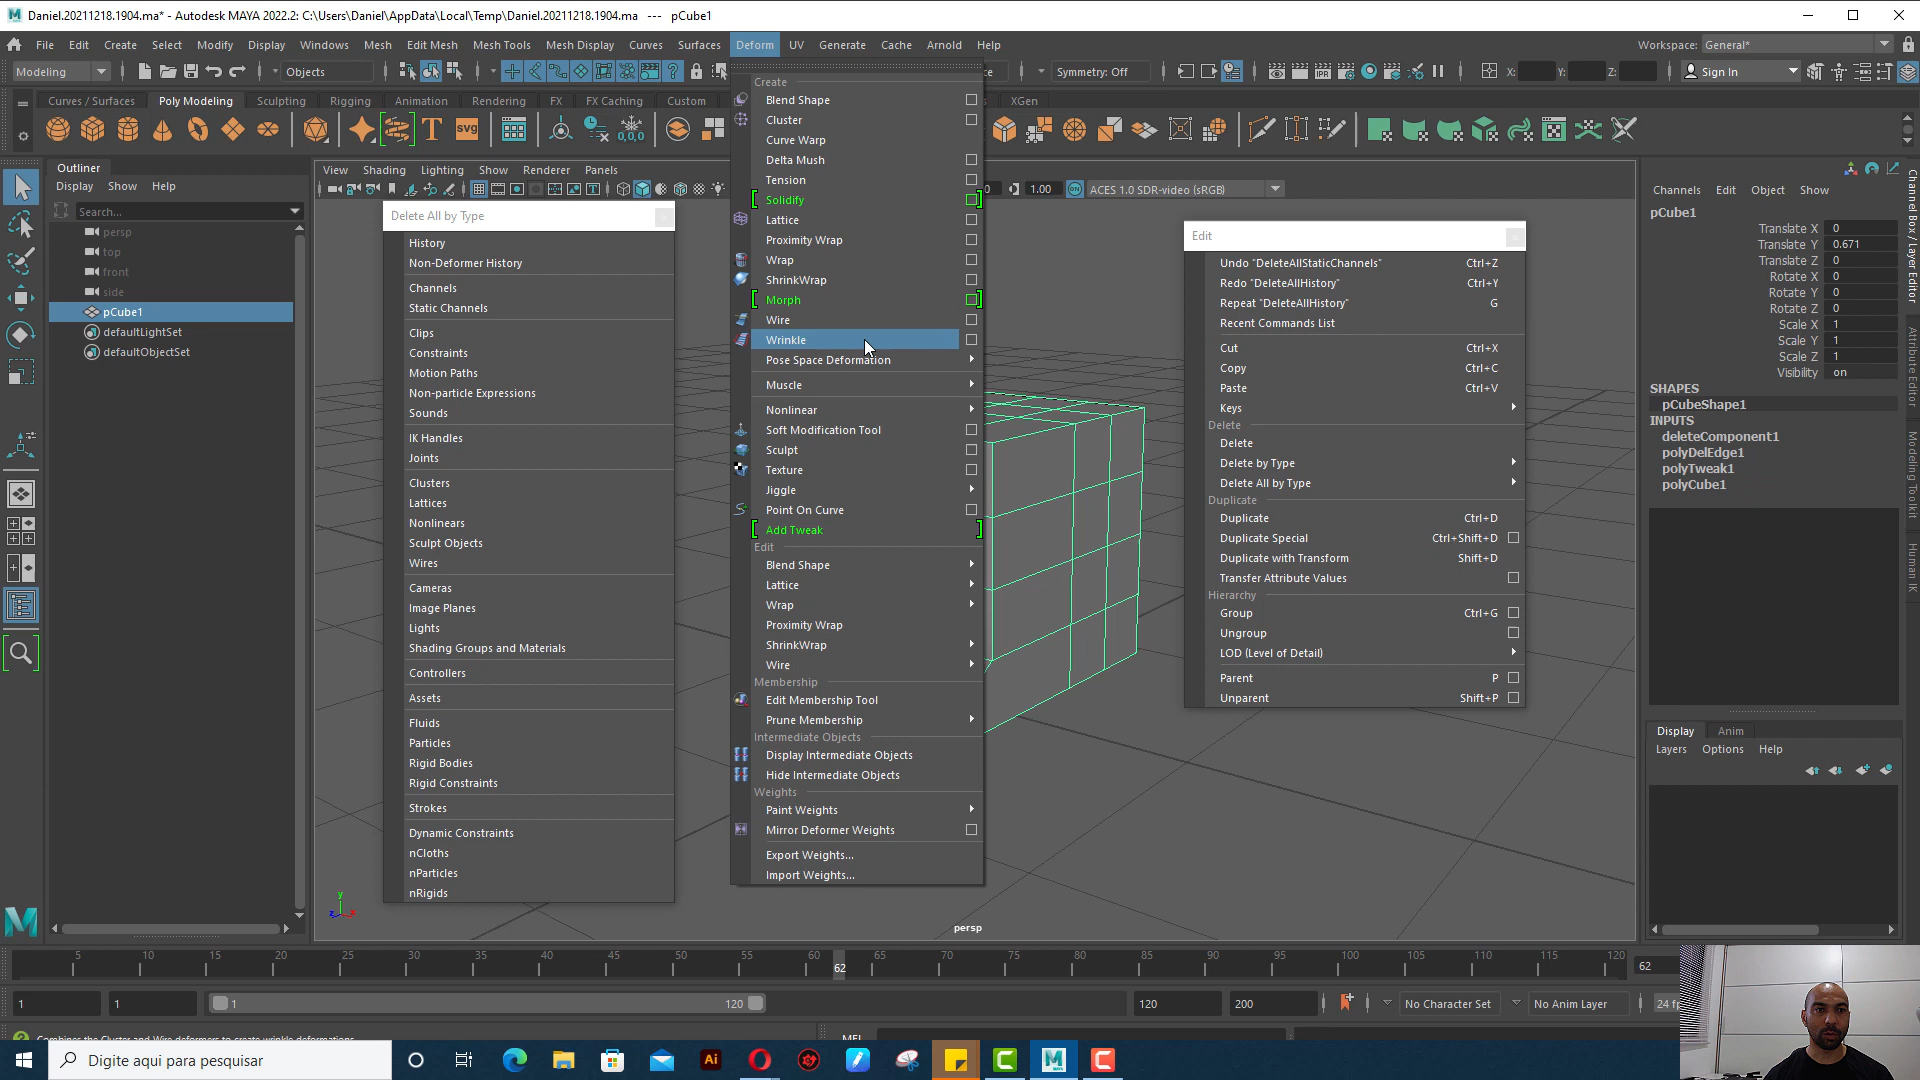 Daniel.20211218.1904.ma* - Autodesk MAYA 2022.2: C:\Users\Daniel\AppData\Local\Temp\Daniel.20211218.1904.ma --- pCube1
File Edit Create Select Modify Display Windows Mesh Edit Mesh Mesh Tools Mesh Display Curves Surfaces Deform UV Generate Cache Arnold Help
Workspace: General*
Modeling Objects Symmetry: Off X: Y: Z: Sign In
Curves / Surfaces Poly Modeling Sculpting Rigging Animation Rendering FX FX Caching Custom XGen
Outliner
Display Show Help
Search...
persp
top
front
side
pCube1
defaultLightSet
defaultObjectSet
View Shading Lighting Show Renderer Panels
1.00 ACES 1.0 SDR-video (sRGB)
Delete All by Type
History
Non-Deformer History
Channels
Static Channels
Clips
Constraints
Motion Paths
Non-particle Expressions
Sounds
IK Handles
Joints
Clusters
Lattices
Nonlinears
Sculpt Objects
Wires
Cameras
Image Planes
Lights
Shading Groups and Materials
Controllers
Assets
Fluids
Particles
Rigid Bodies
Rigid Constraints
Strokes
Dynamic Constraints
nCloths
nParticles
nRigids
Create
Blend Shape
Cluster
Curve Warp
Delta Mush
Tension
Solidify
Lattice
Proximity Wrap
Wrap
ShrinkWrap
Morph
Wire
Wrinkle
Pose Space Deformation
Muscle
Nonlinear
Soft Modification Tool
Sculpt
Texture
Jiggle
Point On Curve
Add Tweak
Edit
Blend Shape
Lattice
Wrap
Proximity Wrap
ShrinkWrap
Wire
Membership
Edit Membership Tool
Prune Membership
Intermediate Objects
Display Intermediate Objects
Hide Intermediate Objects
Weights
Paint Weights
Mirror Deformer Weights
Export Weights...
Import Weights...
persp
Edit
Undo "DeleteAllStaticChannels" Ctrl+Z
Redo "DeleteAllHistory" Ctrl+Y
Repeat "DeleteAllHistory" G
Recent Commands List
Cut Ctrl+X
Copy Ctrl+C
Paste Ctrl+V
Keys
Delete
Delete
Delete by Type
Delete All by Type
Duplicate
Duplicate Ctrl+D
Duplicate Special Ctrl+Shift+D
Duplicate with Transform Shift+D
Transfer Attribute Values
Hierarchy
Group Ctrl+G
Ungroup
LOD (Level of Detail)
Parent P
Unparent Shift+P
Channels Edit Object Show
pCube1
Translate X 0
Translate Y 0.671
Translate Z 0
Rotate X 0
Rotate Y 0
Rotate Z 0
Scale X 1
Scale Y 1
Scale Z 1
Visibility on
SHAPES
pCubeShape1
INPUTS
deleteComponent1
polyDelEdge1
polyTweak1
polyCube1
Display Anim
Layers Options Help
Channel Box / Layer Editor
Attribute Editor
Modeling Toolkit
Human IK
5 10 15 20 25 30 35 40 45 50 55 60 65 70 75 80 85 90 95 100 105 110 115 120
62
62
1 1 1 120 120 200 No Character Set No Anim Layer 24 fp
Combines the Cluster and Wire deformers to create wrinkle deformations
MEL
Digite aqui para pesquisar
Ai